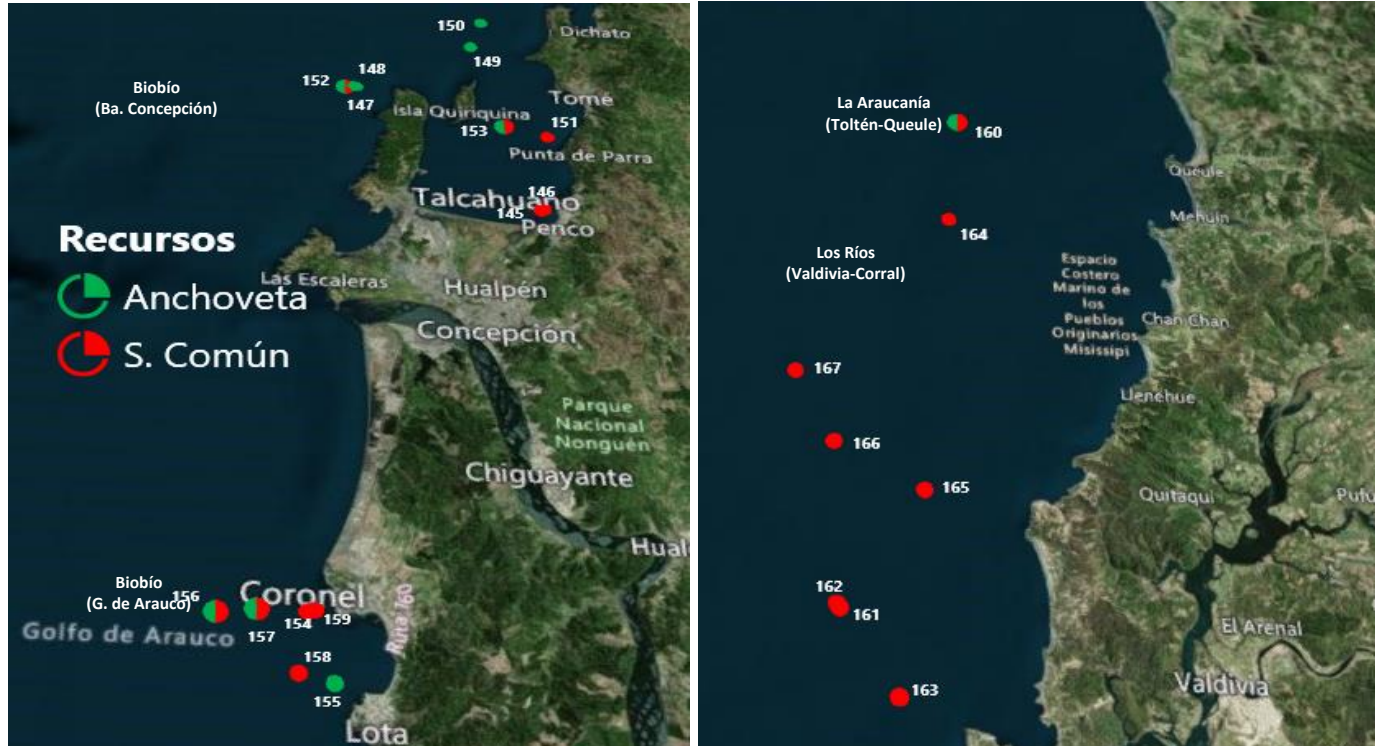 150
Dichato
149
148
152
147
Biobío
(Ba. Concepción)
Isla Quiriquina
Tomé
153
151
Punta de Parra
Talcahuano
146
145
Penco
Recursos
Anchoveta
S. Común
Las Escaleras
Hualpén
Concepción
Parque
Nacional
Nonguén
Chiguayante
Hual
Biobío
(G. de Arauco)
156
Coronel
Golfo de Arauco
157
154
159
Ruta 160
158
155
Lota
La Araucanía
(Toltén-Queule)
160
Queule
Mehuín
164
Los Ríos
(Valdivia-Corral)
Espacio
Costero
Marino de
los
Pueblos
Originarios
Misissipi
Chan Chan
167
Llenehue
166
165
Quitaqui
162
161
El Arenal
163
Valdivia